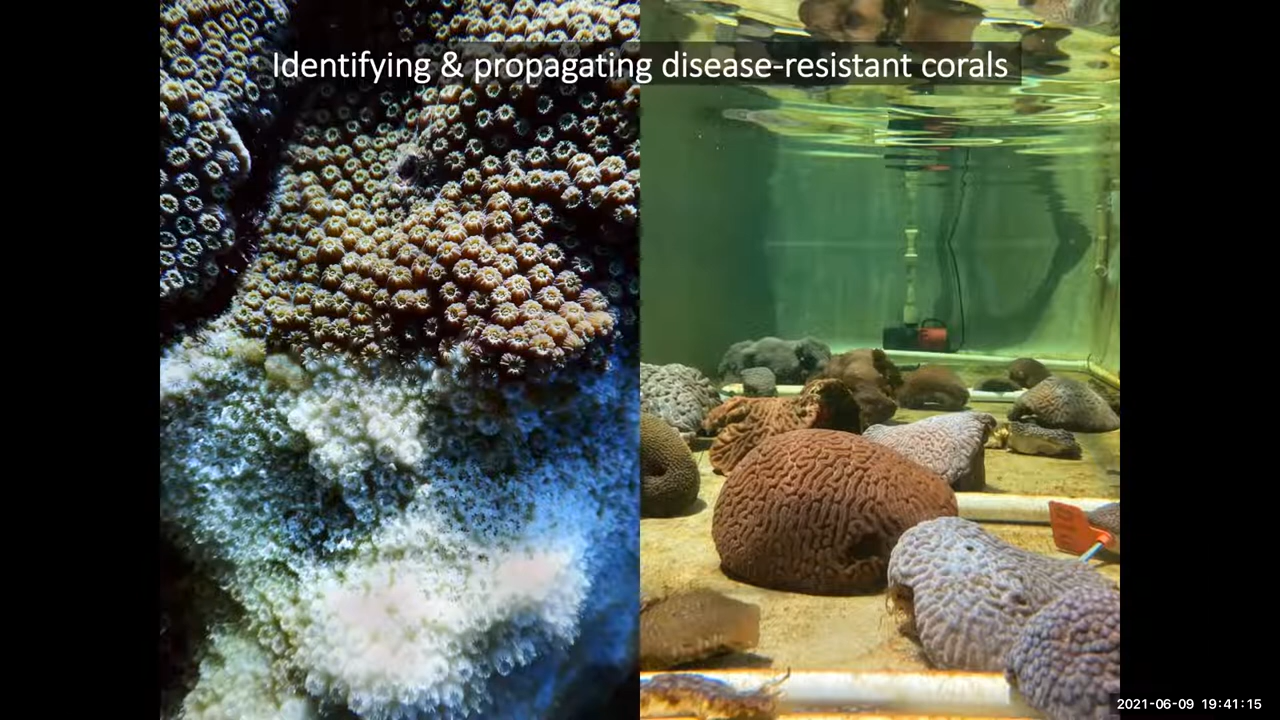 Identifying & propagating disease-resistant corals
2021-06-09 19:41:15